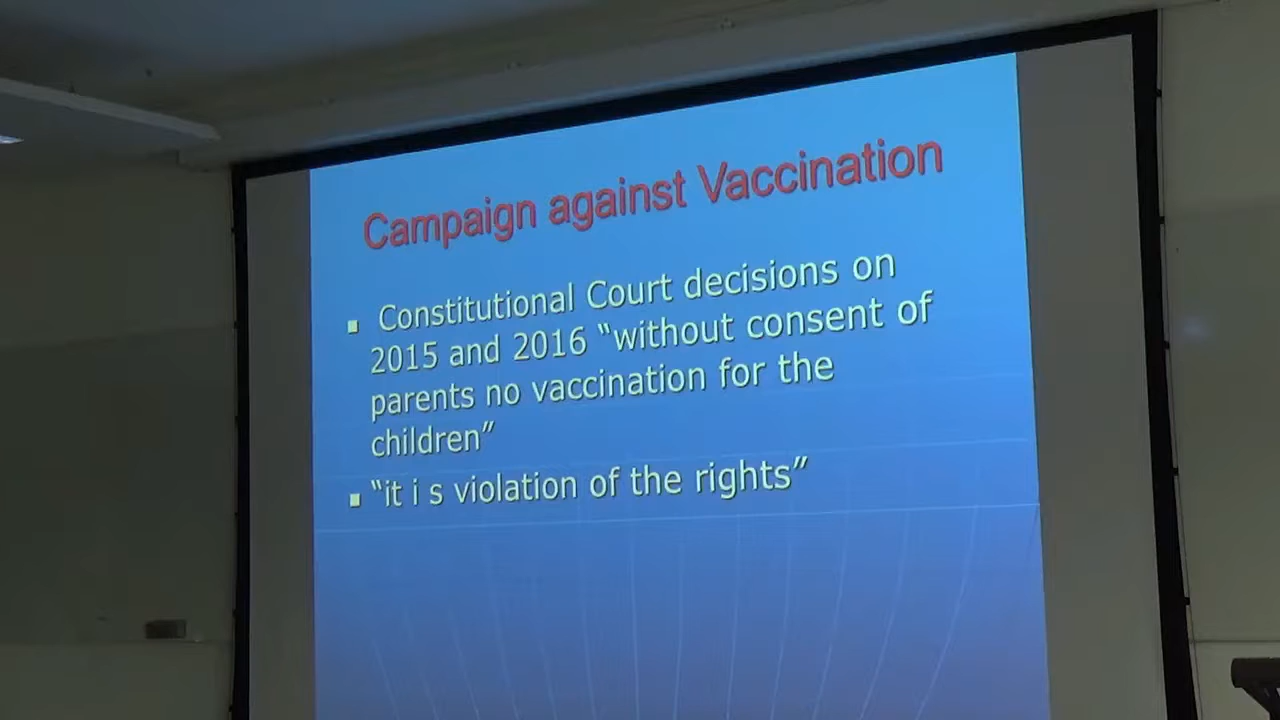 Campaign against Vaccination
Constitutional Court decisions on
2015 and 2016 “without consent of
parents no vaccination for the
children”
“it i s violation of the rights”